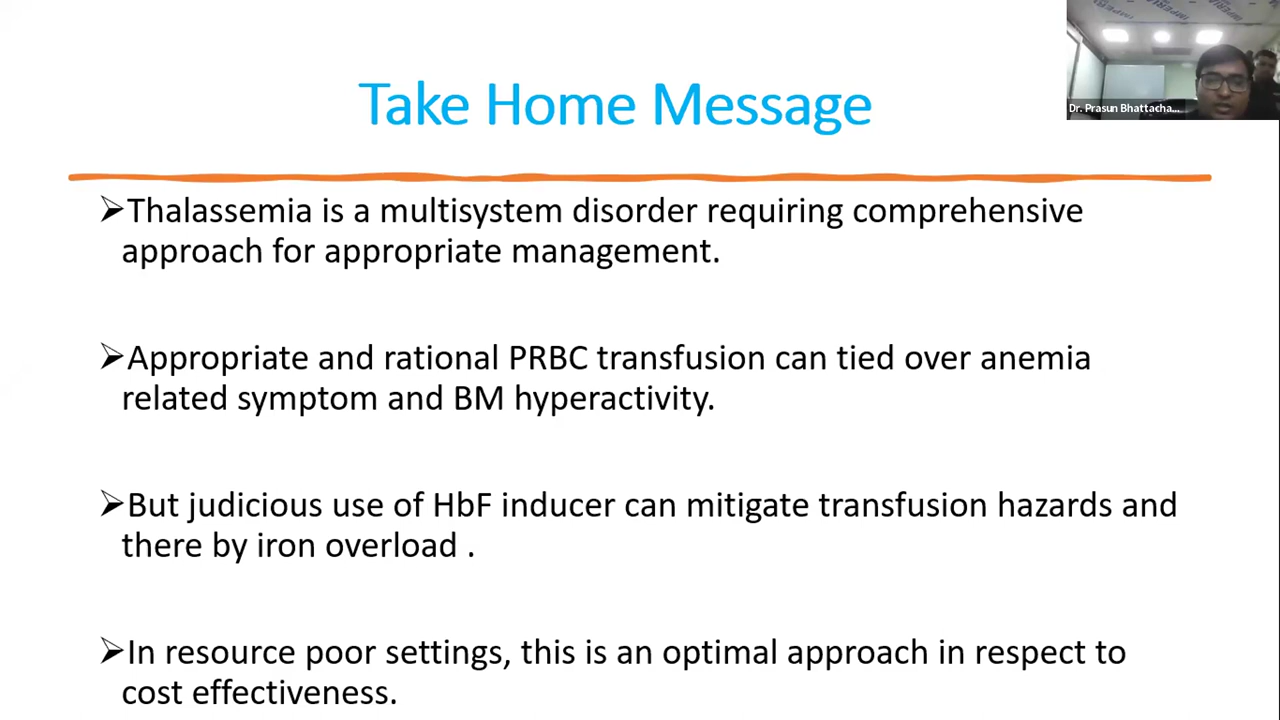 Take Home Message
Dr. Prasun Bhattacha...
➢Thalassemia is a multisystem disorder requiring comprehensive
approach for appropriate management.
➢Appropriate and rational PRBC transfusion can tied over anemia
related symptom and BM hyperactivity.
➢But judicious use of HbF inducer can mitigate transfusion hazards and
there by iron overload .
➢In resource poor settings, this is an optimal approach in respect to
cost effectiveness.